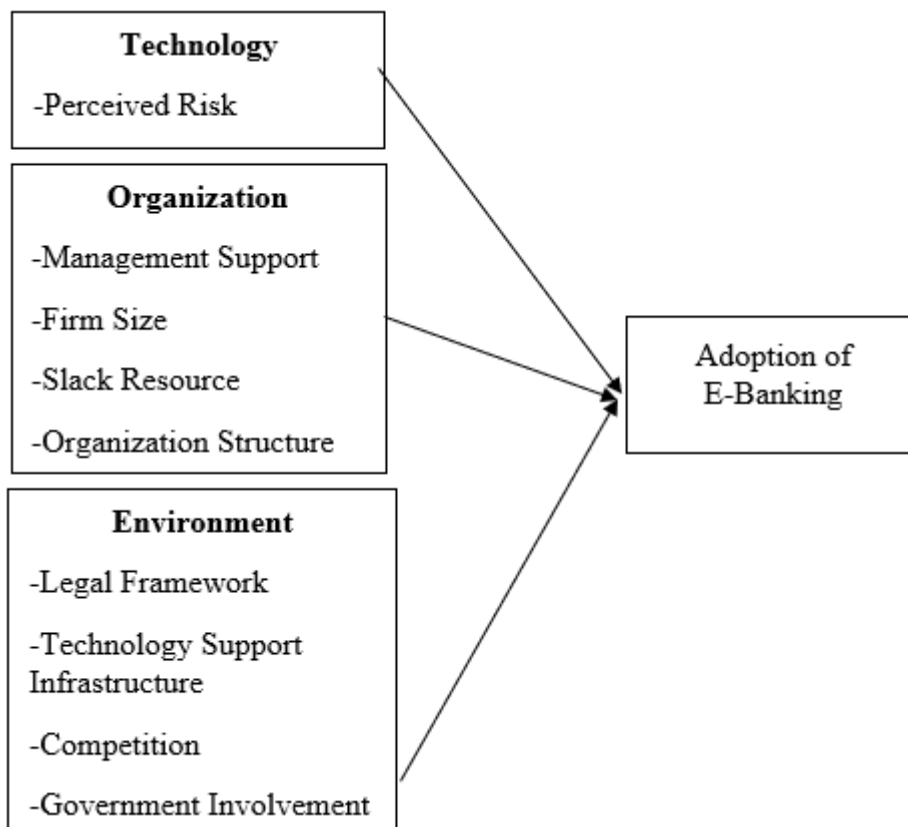 Technology
-Perceived Risk
Organization
-Management Support
-Firm Size
-Slack Resource
-Organization Structure
Environment
-Legal Framework
-Technology Support
Infrastructure
-Competition
-Government Involvement
Adoption of
E-Banking